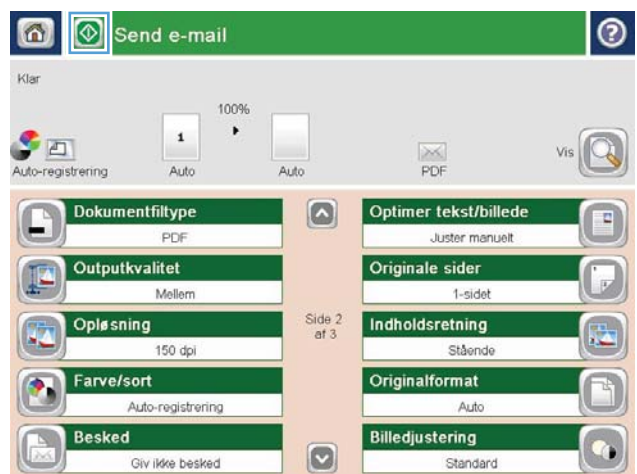 Send e-mail
Klar
100%
1
Auto-registrering
Auto
Auto
PDF
Vis
Dokumentfiltype
PDF
Outputkvalitet
Mellem
Opløsning
150 dpi
Farve/sort
Auto-registrering
Besked
Giv ikke besked
Side 2
af 3
Optimer tekst/billede
Juster manuelt
Originale sider
1-sidet
Indholdsretning
Stående
Originalformat
Auto
Billedjustering
Standard